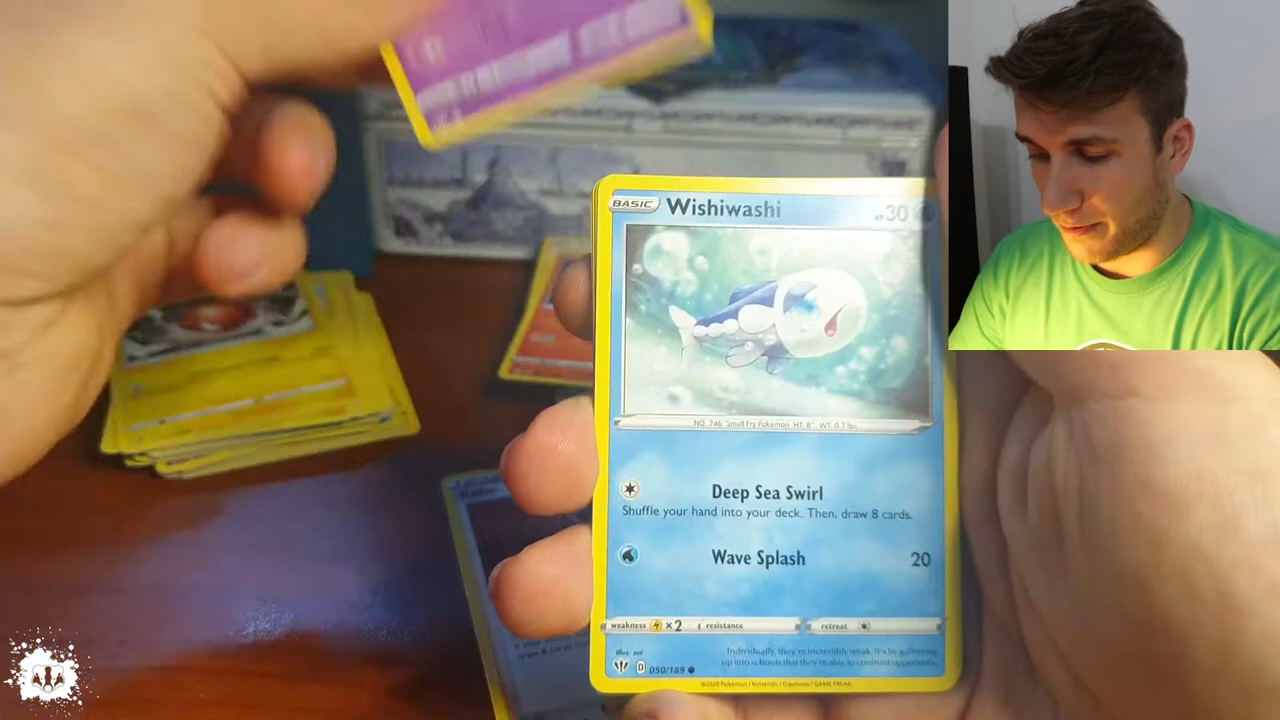 BASIC Wishiwashi HP 30
NO. 746 Small Fry Pokémon HT: 8" WT: 0.7 lbs.
Deep Sea Swirl
Shuffle your hand into your deck. Then, draw 8 cards.
Wave Splash 20
weakness ×2 resistance retreat
Illus. sui
Individually, they're incredibly weak. It's by gathering
D 050/189 up into schools that they're able to confront opponents.
©2020 Pokémon / Nintendo / Creatures / GAME FREAK